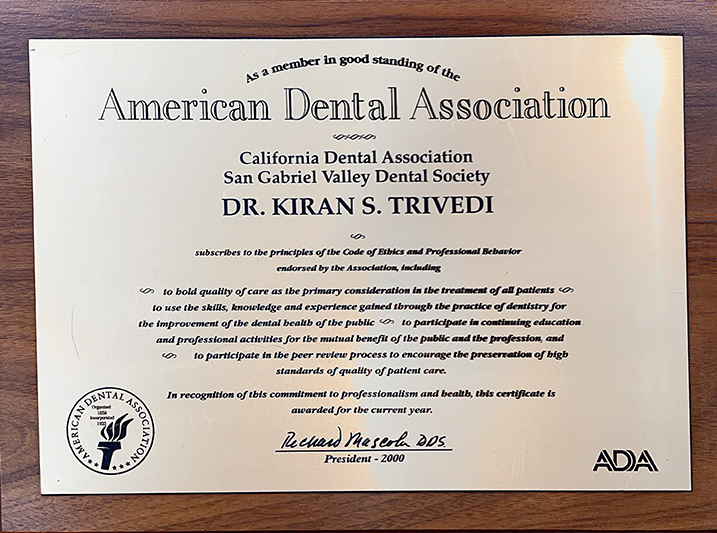 As a member in good standing of the
American Dental Association
California Dental Association
San Gabriel Valley Dental Society
DR. KIRAN S. TRIVEDI
subscribes to the principles of the Code of Ethics and Professional Behavior
endorsed by the Association, including
to hold quality of care as the primary consideration in the treatment of all patients
to use the skills, knowledge and experience gained through the practice of dentistry for
the improvement of the dental health of the public to participate in continuing education
and professional activities for the mutual benefit of the public and the profession, and
to participate in the peer review process to encourage the preservation of high
standards of quality of patient care.
In recognition of this commitment to professionalism and health, this certificate is
awarded for the current year.
AMERICAN DENTAL ASSOCIATION
Organized
1859
Incorporated
1922
Richard Mascola DDS
President - 2000
ADA